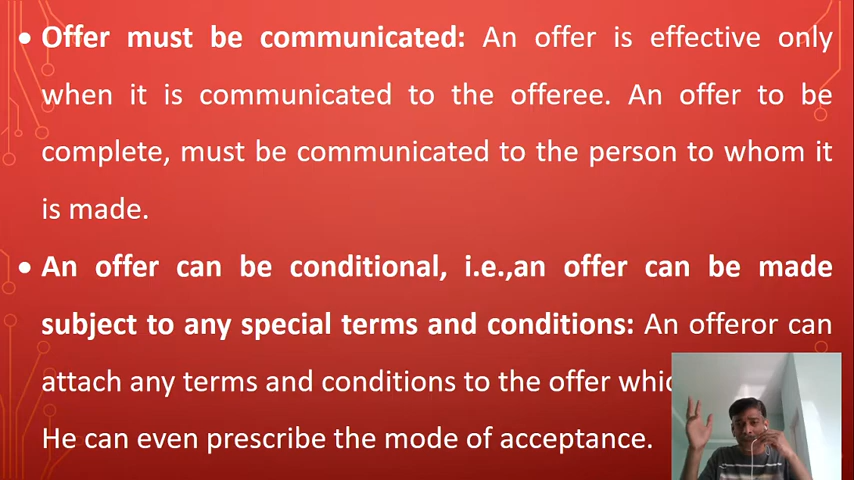 • Offer must be communicated: An offer is effective only
when it is communicated to the offeree. An offer to be
complete, must be communicated to the person to whom it
is made.
• An offer can be conditional, i.e.,an offer can be made
subject to any special terms and conditions: An offeror can
attach any terms and conditions to the offer
He can even prescribe the mode of acceptance.